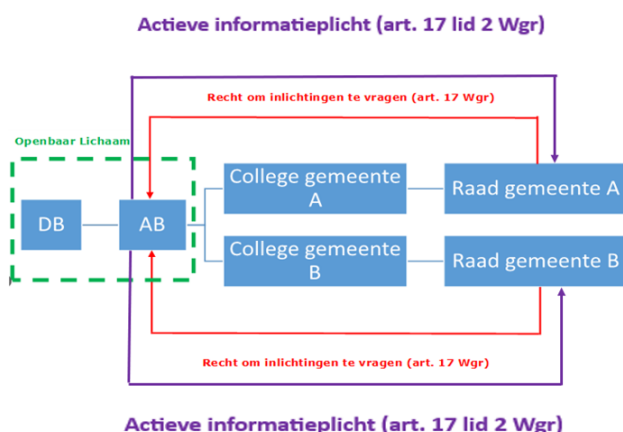 Actieve informatieplicht (art. 17 lid 2 Wgr)
Recht om inlichtingen te vragen (art. 17 Wgr)
Openbaar Lichaam
College gemeente
A
Raad gemeente A
DB
AB
College gemeente
B
Raad gemeente B
Recht om inlichtingen te vragen (art. 17 Wgr)
Actieve informatieplicht (art. 17 lid 2 Wgr)